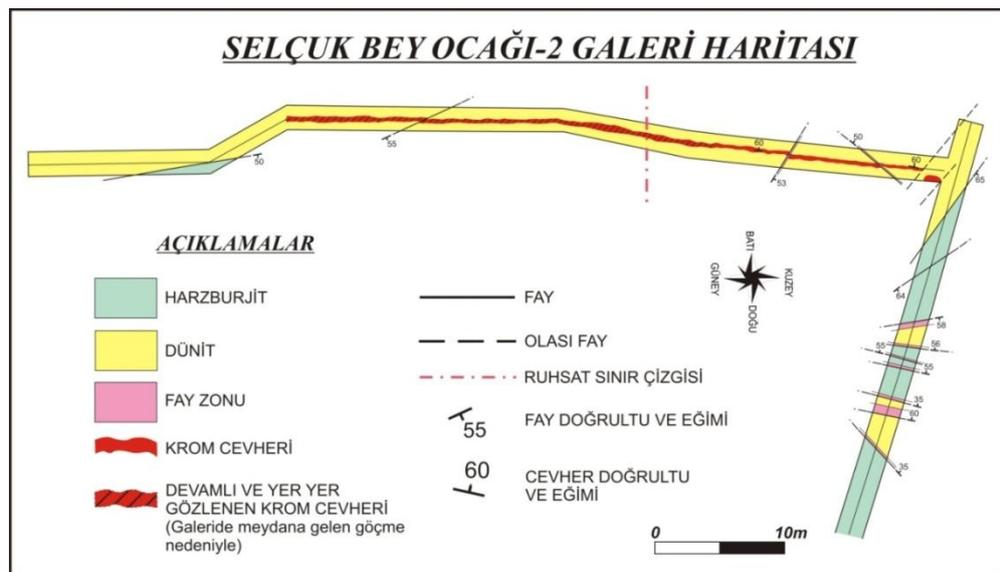 SELÇUK BEY OCAĞI-2 GALERİ HARİTASI
50
55
60
53
50
60
65
64
58
56
55
55
35
60
35
AÇIKLAMALAR
HARZBURJİT
DÜNİT
FAY ZONU
KROM CEVHERİ
DEVAMLI VE YER YER
GÖZLENEN KROM CEVHERİ
(Galeride meydana gelen göçme
nedeniyle)
BATI
GÜNEY
KUZEY
DOĞU
FAY
OLASI FAY
RUHSAT SINIR ÇİZGİSİ
55
FAY DOĞRULTU VE EĞİMİ
60
CEVHER DOĞRULTU
VE EĞİMİ
0 10m